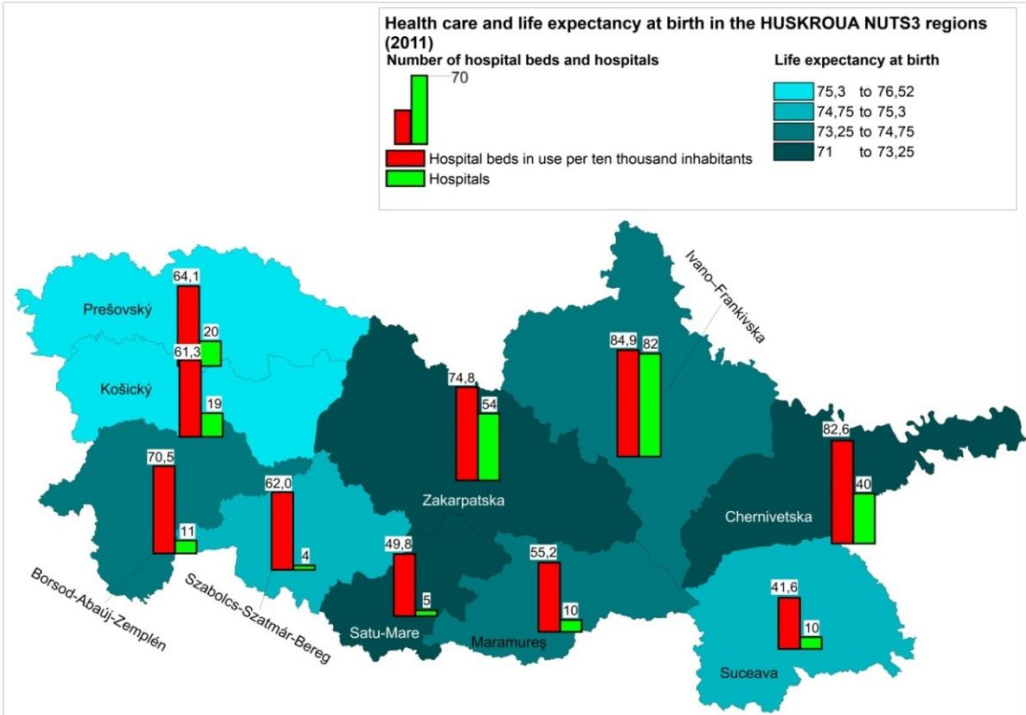 Health care and life expectancy at birth in the HUSKROUA NUTS3 regions
(2011)
Number of hospital beds and hospitals
70
Hospital beds in use per ten thousand inhabitants
Hospitals
Life expectancy at birth
75,3 to 76,52
74,75 to 75,3
73,25 to 74,75
71 to 73,25
Prešovský
64,1
20
Košický
61,3
19
Borsod-Abaúj-Zemplén
70,5
11
Szabolcs-Szatmár-Bereg
62,0
4
Zakarpatska
74,8
54
Satu-Mare
49,8
5
Maramureş
55,2
10
Ivano–Frankivska
84,9
82
Chernivetska
82,6
40
Suceava
41,6
10